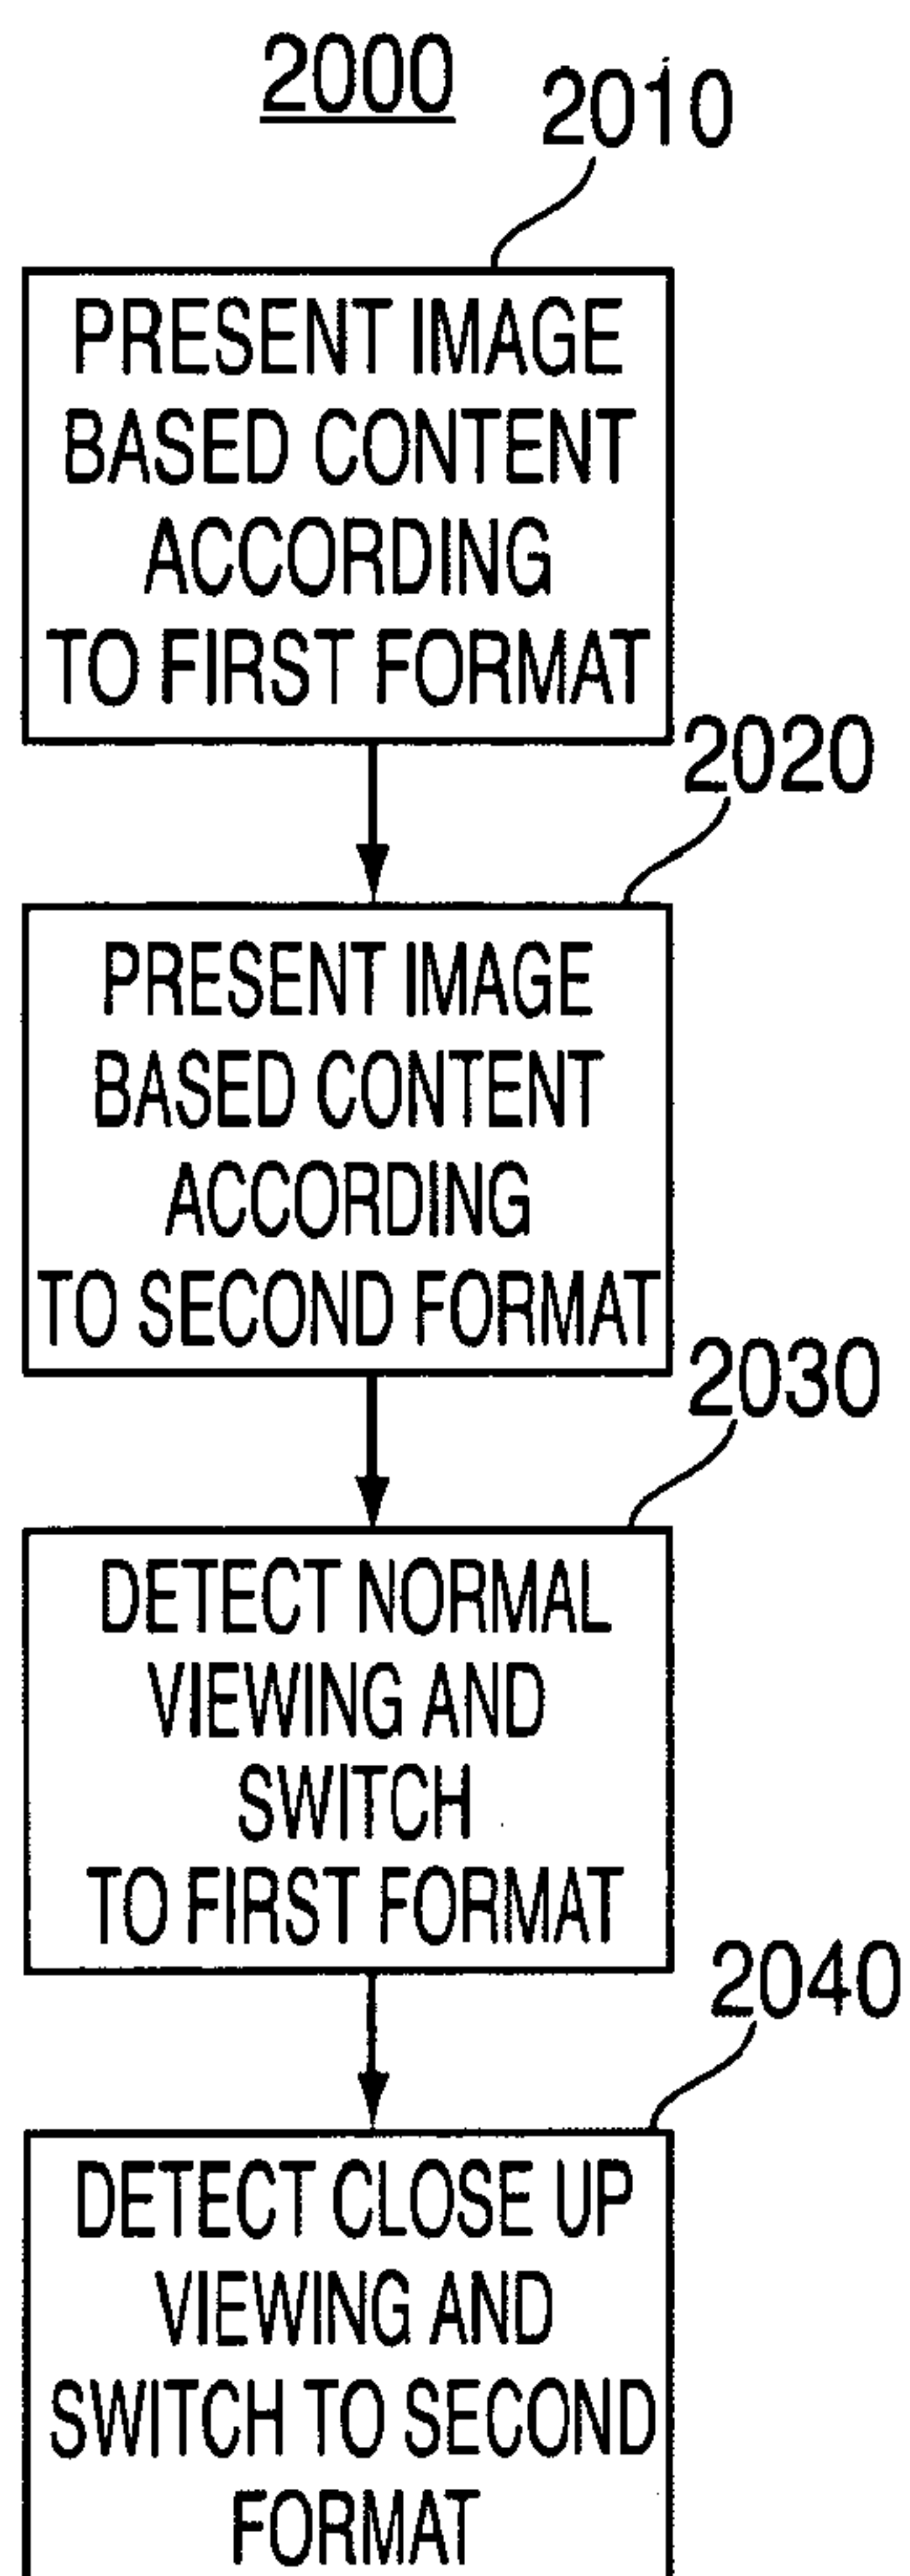 2000
2010
PRESENT IMAGE
BASED CONTENT
ACCORDING
TO FIRST FORMAT
2020
PRESENT IMAGE
BASED CONTENT
ACCORDING
TO SECOND FORMAT
2030
DETECT NORMAL
VIEWING AND
SWITCH
TO FIRST FORMAT
2040
DETECT CLOSE UP
VIEWING AND
SWITCH TO SECOND
FORMAT